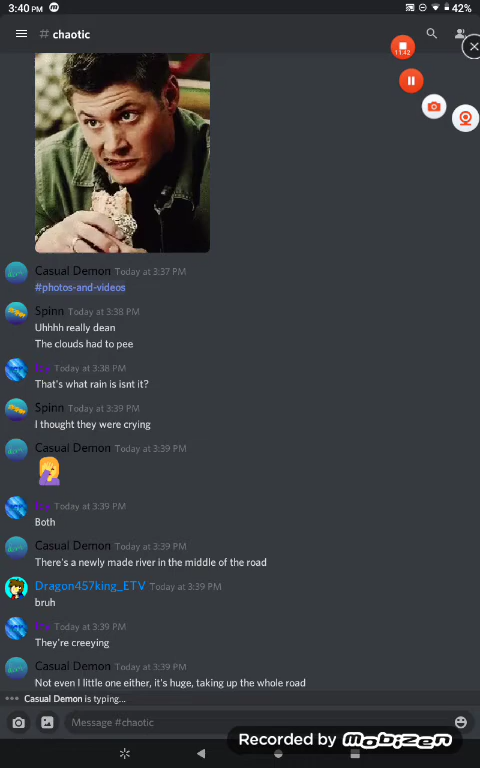 3:40 PM
42%
# chaotic
11:42
Casual Demon Today at 3:37 PM
#photos-and-videos
Spinn Today at 3:38 PM
Uhhhh really dean
The clouds had to pee
Today at 3:38 PM
That's what rain is isnt it?
Spinn Today at 3:39 PM
I thought they were crying
Casual Demon Today at 3:39 PM
Today at 3:39 PM
Both
Casual Demon Today at 3:39 PM
There's a newly made river in the middle of the road
Dragon457king_ETV Today at 3:39 PM
bruh
Today at 3:39 PM
They're creeying
Casual Demon Today at 3:39 PM
Not even I little one either, it's huge, taking up the whole road
Casual Demon is typing...
Message #chaotic
Recorded by mobizen